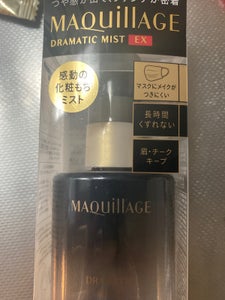 MAQuillAGE
DRAMATIC MIST EX
感動の
化粧もち
ミスト
マスクにメイクが
つきにくい
長時間
くずれない
眉・チーク
キープ
MAQuillAGE